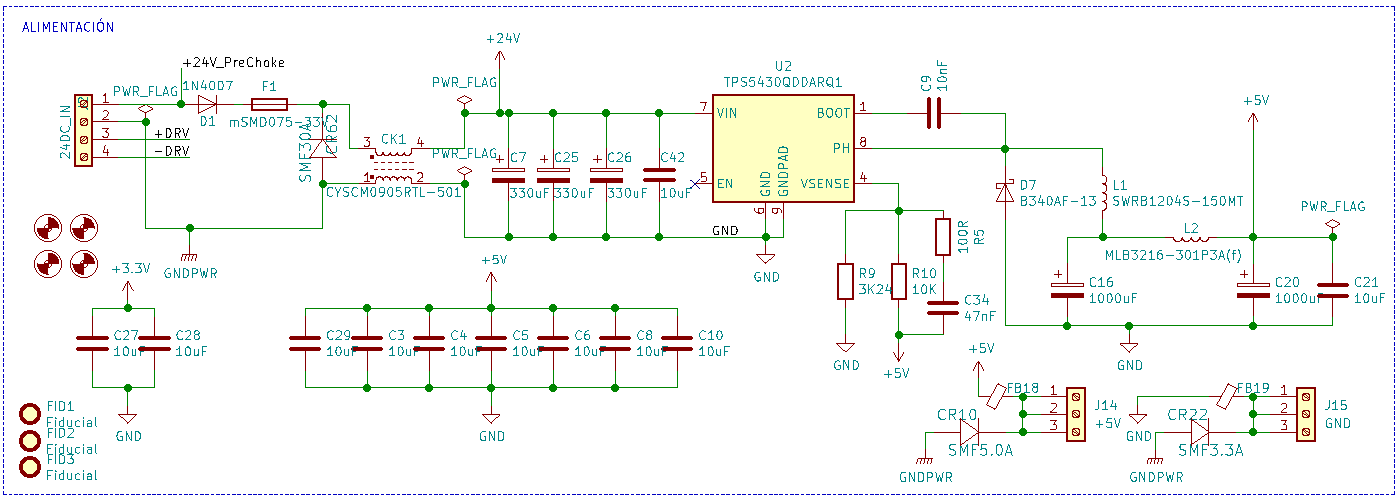 ALIMENTACIÓN
+24V_PreChoke
+24V
PWR_FLAG
1N4007
D1
F1
mSMD075-33V
24DC_IN
1
2
3
4
+DRV
-DRV
SMF30A
CR62
GNDPWR
3
CK1
4
1
2
CYSCM0905RTL-501
PWR_FLAG
PWR_FLAG
C7
330uF
C25
330uF
C26
330uF
C42
10uF
U2
TPS5430QDDARQ1
7
VIN
BOOT
1
PH
8
5
EN
VSENSE
4
GND
GNDPAD
6
9
GND
GND
C9
10nF
D7
B340AF-13
L1
SWRB1204S-150MT
L2
MLB3216-301P3A(f)
+5V
PWR_FLAG
R9
3K24
R10
10K
100R
R5
C34
47nF
GND
+5V
C16
1000uF
C20
1000uF
C21
10uF
GND
+3.3V
C27
10uF
C28
10uF
GND
+5V
C29
10uF
C3
10uF
C4
10uF
C5
10uF
C6
10uF
C8
10uF
C10
10uF
GND
FID1
Fiducial
FID2
Fiducial
FID3
Fiducial
+5V
FB18
1
2
3
J14
+5V
CR10
SMF5.0A
GNDPWR
GND
FB19
1
2
3
J15
GND
CR22
SMF3.3A
GNDPWR